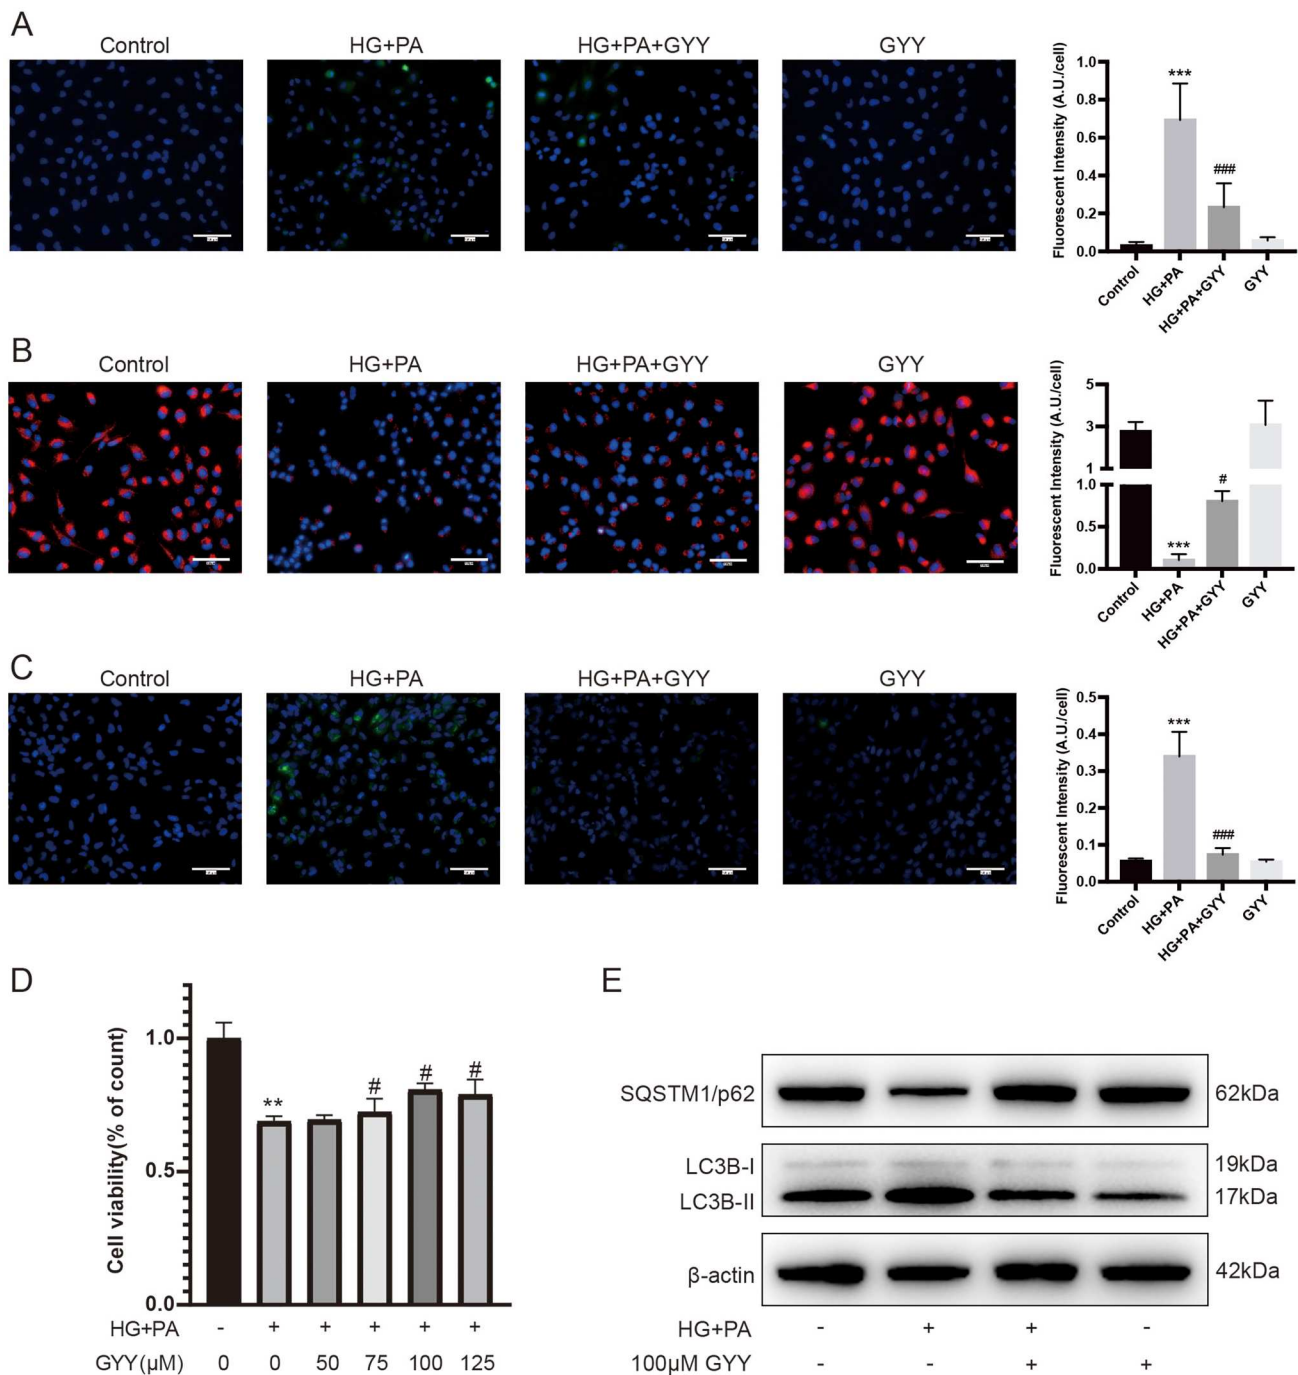 A
Control HG+PA HG+PA+GYY GYY
Fluorescent Intensity (A.U./cell)
1.0
0.8
0.6
0.4
0.2
0.0
***
###
Control HG+PA HG+PA+GYY GYY
B
Control HG+PA HG+PA+GYY GYY
Fluorescent Intensity (A.U./cell)
5
3
1
1.0
0.5
0.0
***
#
Control HG+PA HG+PA+GYY GYY
C
Control HG+PA HG+PA+GYY GYY
Fluorescent Intensity (A.U./cell)
0.5
0.4
0.3
0.2
0.1
0.0
***
###
Control HG+PA HG+PA+GYY GYY
D
Cell viability(% of count)
1.0
0.5
0.0
** # # #
HG+PA - + + + + +
GYY(μM) 0 0 50 75 100 125
E
SQSTM1/p62 62kDa
LC3B-I 19kDa
LC3B-II 17kDa
β-actin 42kDa
HG+PA - + + -
100μM GYY - - + +